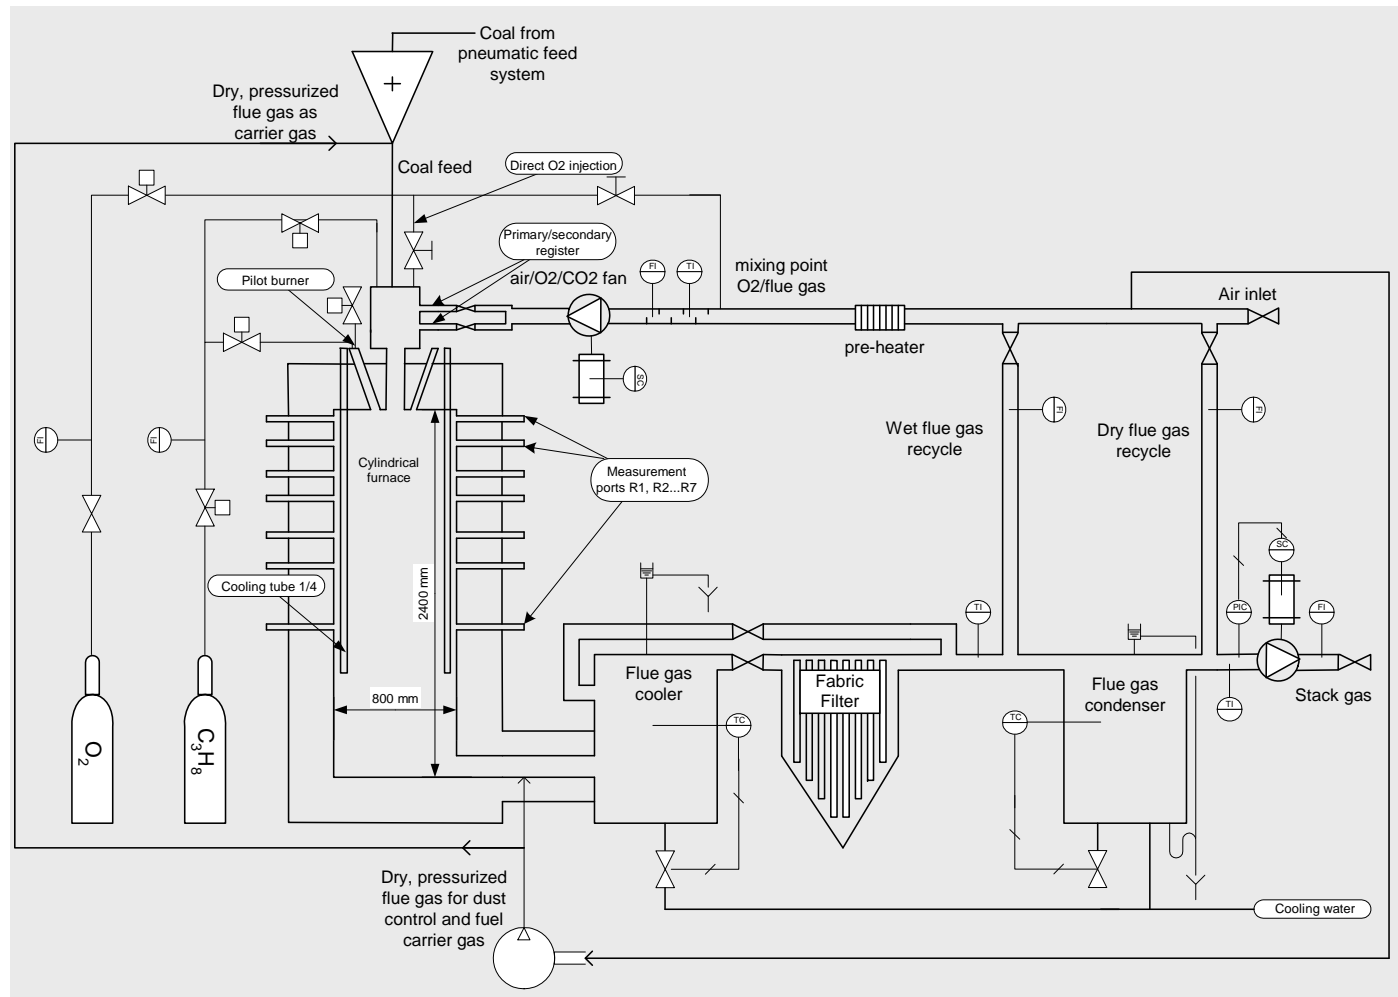 Coal from
pneumatic feed
system
Dry, pressurized
flue gas as
carrier gas
Coal feed
Direct O2 injection
Primary/secondary
register
air/O2/CO2 fan
FI
TI
mixing point
O2/flue gas
Air inlet
Pilot burner
pre-heater
SC
FI
FI
Wet flue gas
recycle
Dry flue gas
recycle
FI
FI
Cylindrical
furnace
Measurement
ports R1, R2...R7
SC
Cooling tube 1/4
2400 mm
TI
PIC
FI
Flue gas
cooler
Fabric
Filter
Flue gas
condenser
Stack gas
800 mm
TI
TC
TC
O2
C3H8
Dry, pressurized
flue gas for dust
control and fuel
carrier gas
Cooling water